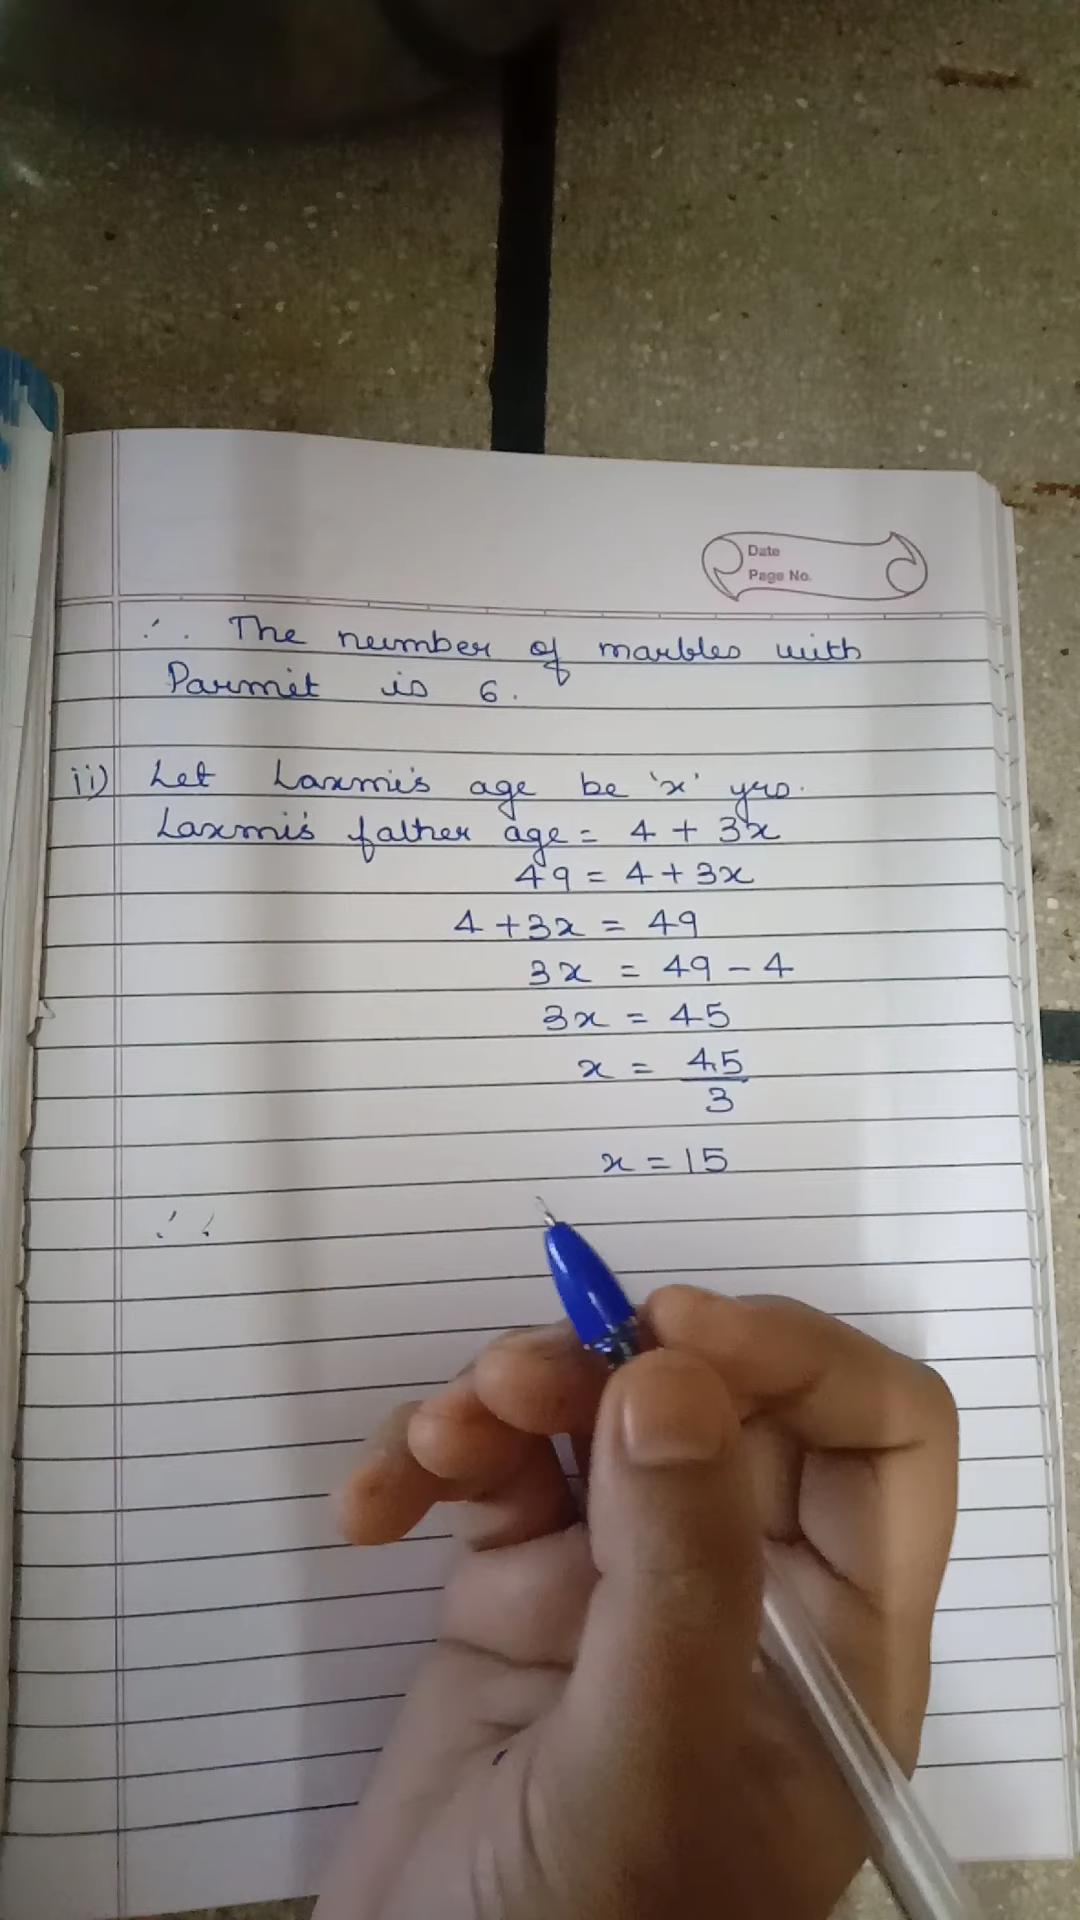 Date
Page No.
∴ The number of marbles with
Parmit is 6.
ii) Let Laxmi's age be 'x' yrs.
Laxmi's father age = 4 + 3x
49 = 4 + 3x
4 + 3x = 49
3x = 49 - 4
3x = 45
x = 45/3
x = 15
∴